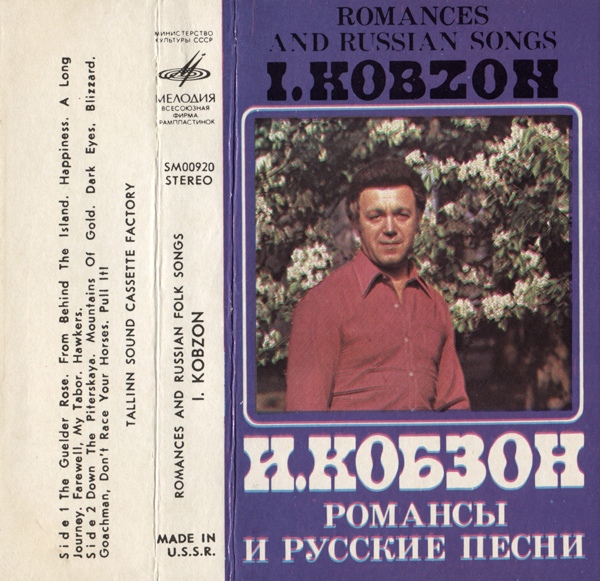 Side 1 The Guelder Rose. From Behind The Island. Happiness. A Long
Journey. Farewell, My Tabor. Hawkers.
Side 2 Down The Piterskaya. Mountains Of Gold. Dark Eyes. Blizzard.
Goachman, Don't Race Your Horses. Pull It!
TALLINN SOUND CASSETTE FACTORY
МИНИСТЕРСТВО
КУЛЬТУРЫ СССР
МЕЛОДИЯ
ВСЕСОЮЗНАЯ
ФИРМА
ГРАМПЛАСТИНОК
SM00920
STEREO
ROMANCES AND RUSSIAN FOLK SONGS
I. KOBZON
MADE IN
U.S.S.R.
ROMANCES
AND RUSSIAN SONGS
I.KOBZON
И.КОБЗОН
РОМАНСЫ
И РУССКИЕ ПЕСНИ